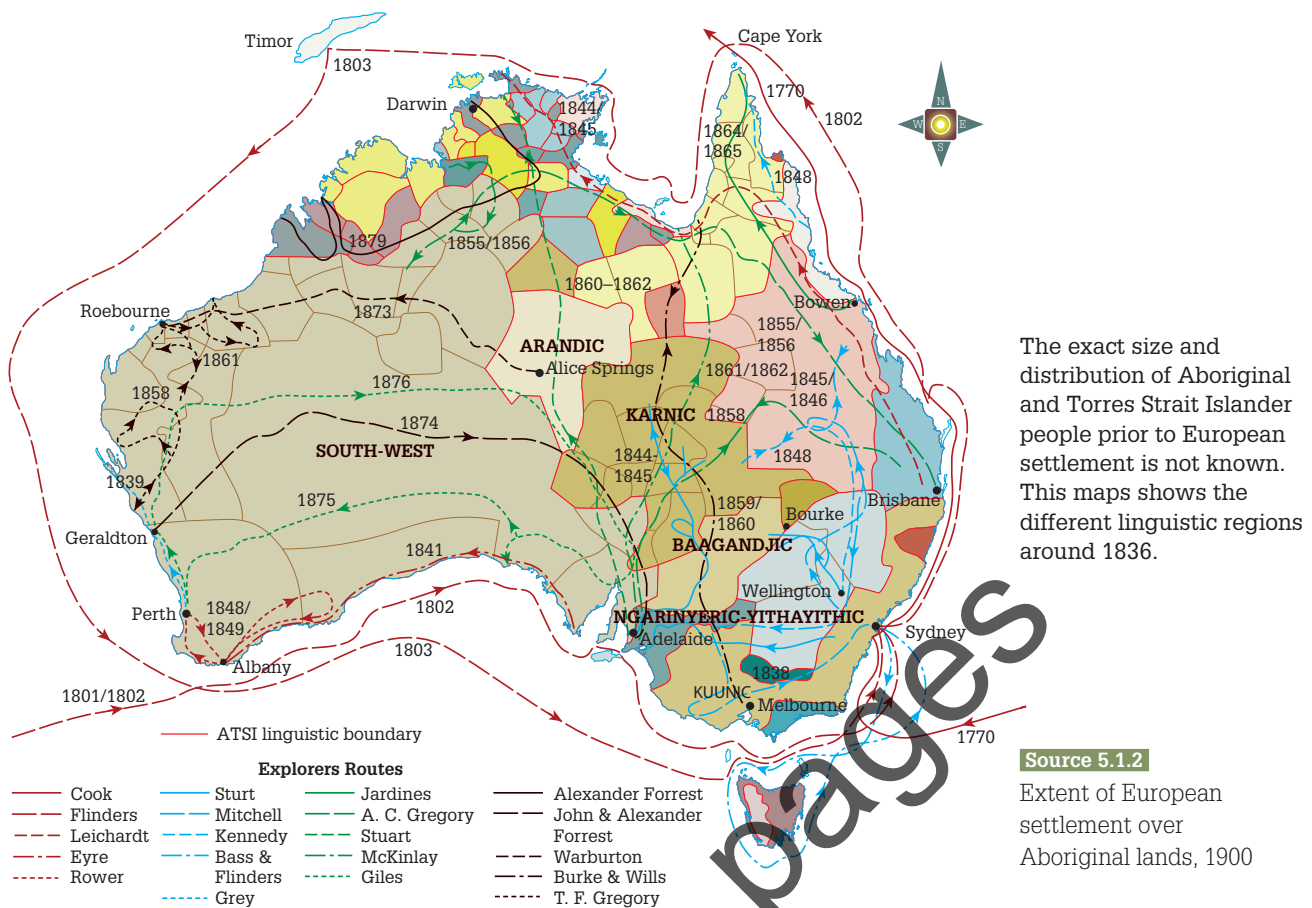 Timor
1803
Cape York
Darwin
1770
1802
1844/
1845
N
W
E
S
1864/
1865
1848
1879
1855/1856
1860–1862
Roebourne
1873
Bowen
1861
1855/
1856
ARANDIC
Alice Springs
1858
1876
1861/1862
1845/
1846
KARNIC
1858
1874
SOUTH-WEST
1844-
1845
1848
1839
1875
1859/
1860
Brisbane
Bourke
Geraldton
1841
BAAGANDJIC
Wellington
Perth
1848/
1849
1802
NGARINYERIC-YITHAYITHIC
Adelaide
Sydney
1803
Albany
1838
KUUNIC
Melbourne
1801/1802
1770
The exact size and
distribution of Aboriginal
and Torres Strait Islander
people prior to European
settlement is not known.
This maps shows the
different linguistic regions
around 1836.
ATSI linguistic boundary
Explorers Routes
Cook
Flinders
Leichardt
Eyre
Rower
Sturt
Mitchell
Kennedy
Bass &
Flinders
Grey
Jardines
A. C. Gregory
Stuart
McKinlay
Giles
Alexander Forrest
John & Alexander
Forrest
Warburton
Burke & Wills
T. F. Gregory
Source 5.1.2
Extent of European
settlement over
Aboriginal lands, 1900
pages